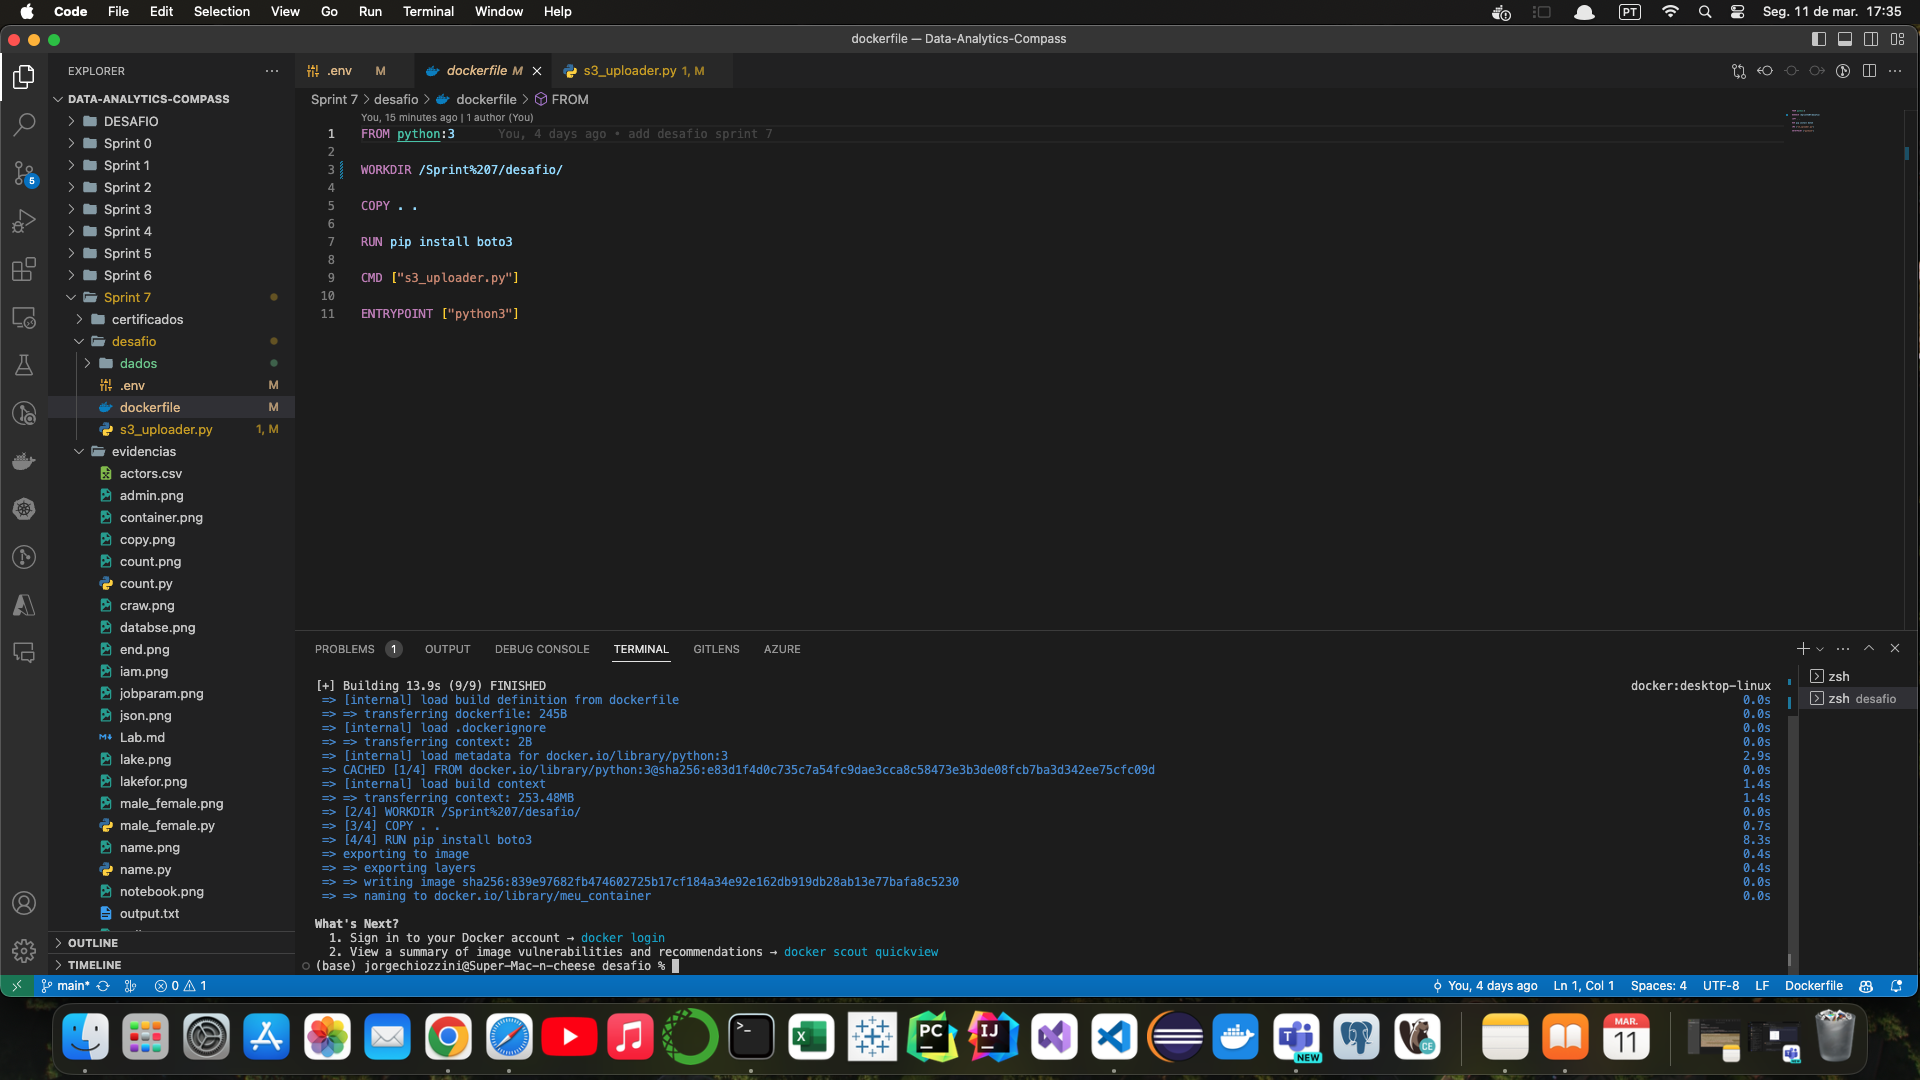 Code File Edit Selection View Go Run Terminal Window Help
PT Seg. 11 de mar. 17:35
dockerfile — Data-Analytics-Compass
EXPLORER
.env M
dockerfile M
s3_uploader.py 1, M
DATA-ANALYTICS-COMPASS
DESAFIO
Sprint 0
Sprint 1
Sprint 2
Sprint 3
Sprint 4
Sprint 5
Sprint 6
Sprint 7
certificados
desafio
dados
.env M
dockerfile M
s3_uploader.py 1, M
evidencias
actors.csv
admin.png
container.png
copy.png
count.png
count.py
craw.png
databse.png
end.png
iam.png
jobparam.png
json.png
Lab.md
lake.png
lakefor.png
male_female.png
male_female.py
name.png
name.py
notebook.png
output.txt
OUTLINE
TIMELINE
5
Sprint 7 > desafio > dockerfile > FROM
You, 15 minutes ago | 1 author (You)
1 FROM python:3 You, 4 days ago • add desafio sprint 7
2
3 WORKDIR /Sprint%207/desafio/
4
5 COPY . .
6
7 RUN pip install boto3
8
9 CMD ["s3_uploader.py"]
10
11 ENTRYPOINT ["python3"]
PROBLEMS 1 OUTPUT DEBUG CONSOLE TERMINAL GITLENS AZURE
zsh
zsh desafio
[+] Building 13.9s (9/9) FINISHED docker:desktop-linux
=> [internal] load build definition from dockerfile 0.0s
=> => transferring dockerfile: 245B 0.0s
=> [internal] load .dockerignore 0.0s
=> => transferring context: 2B 0.0s
=> [internal] load metadata for docker.io/library/python:3 2.9s
=> CACHED [1/4] FROM docker.io/library/python:3@sha256:e83d1f4d0c735c7a54fc9dae3cca8c58473e3b3de08fcb7ba3d342ee75cfc09d 0.0s
=> [internal] load build context 1.4s
=> => transferring context: 253.48MB 1.4s
=> [2/4] WORKDIR /Sprint%207/desafio/ 0.0s
=> [3/4] COPY . . 0.7s
=> [4/4] RUN pip install boto3 8.3s
=> exporting to image 0.4s
=> => exporting layers 0.4s
=> => writing image sha256:839e97682fb474602725b17cf184a34e92e162db919db28ab13e77bafa8c5230 0.0s
=> => naming to docker.io/library/meu_container 0.0s
What's Next?
1. Sign in to your Docker account → docker login
2. View a summary of image vulnerabilities and recommendations → docker scout quickview
(base) jorgechiozzini@Super-Mac-n-cheese desafio %
main* 0 1
You, 4 days ago Ln 1, Col 1 Spaces: 4 UTF-8 LF Dockerfile
PC
IJ
NEW
CE
MAR.
11